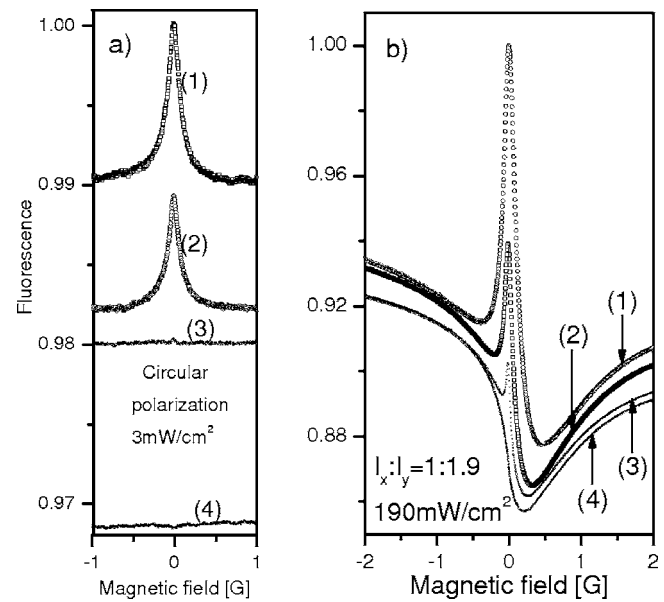 a)
1.00
(1)
0.99
(2)
(3)
0.98
Circular
polarization
3mW/cm²
(4)
0.97
Fluorescence
-1 0 1
Magnetic field [G]
b)
1.00
0.96
0.92
(1)
(2)
0.88
(3)
(4)
Iₓ:Iᵧ=1:1.9
190mW/cm²
-2 -1 0 1 2
Magnetic field [G]